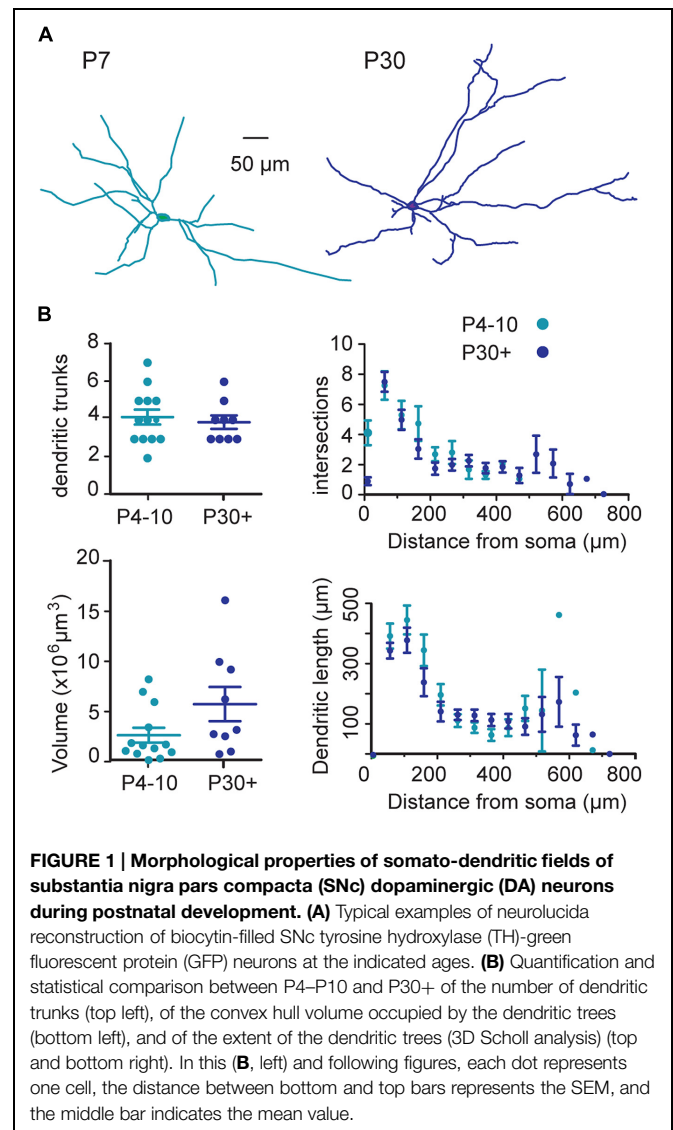 A
P7
P30
50 µm
B
8
6
4
2
0
dendritic trunks
P4-10
P30+
P4-10
P30+
10
8
6
4
2
0
intersections
0
200
400
600
800
Distance from soma (µm)
20
15
10
5
0
Volume (x10⁶µm³)
P4-10
P30+
500
300
100
Dendritic length (µm)
0
200
400
600
800
Distance from soma (µm)
FIGURE 1 | Morphological properties of somato-dendritic fields of
substantia nigra pars compacta (SNc) dopaminergic (DA) neurons
during postnatal development. (A) Typical examples of neurolucida
reconstruction of biocytin-filled SNc tyrosine hydroxylase (TH)-green
fluorescent protein (GFP) neurons at the indicated ages. (B) Quantification and
statistical comparison between P4–P10 and P30+ of the number of dendritic
trunks (top left), of the convex hull volume occupied by the dendritic trees
(bottom left), and of the extent of the dendritic trees (3D Scholl analysis) (top
and bottom right). In this (B, left) and following figures, each dot represents
one cell, the distance between bottom and top bars represents the SEM, and
the middle bar indicates the mean value.